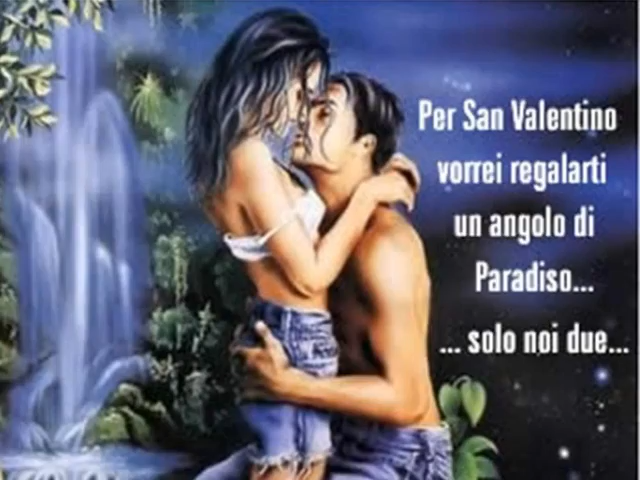 Per San Valentino
vorrei regalarti
un angolo di
Paradiso...
... solo noi due...